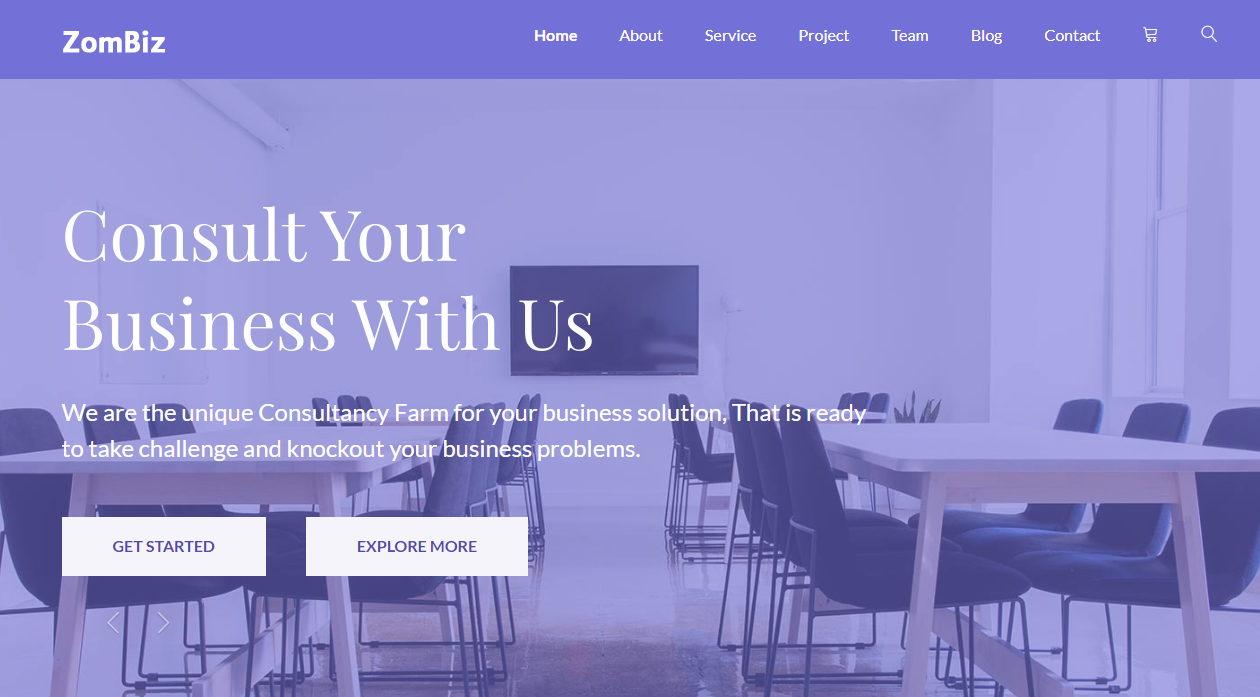 ZomBiz
Home About Service Project Team Blog Contact
Consult Your
Business With Us
We are the unique Consultancy Farm for your business solution, That is ready
to take challenge and knockout your business problems.
GET STARTED EXPLORE MORE